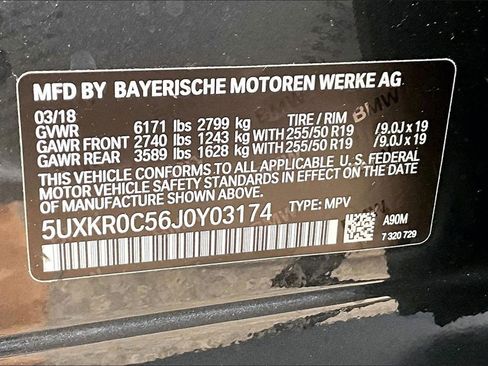 MFD BY BAYERISCHE MOTOREN WERKE AG
03/18
GVWR 6171 lbs 2799 kg TIRE / RIM
GAWR FRONT 2740 lbs 1243 kg WITH 255/50 R19 /9.0J x 19
GAWR REAR 3589 lbs 1628 kg WITH 255/50 R19 /9.0J x 19
THIS VEHICLE CONFORMS TO ALL APPLICABLE U.S. FEDERAL
MOTOR VEHICLE SAFETY STANDARDS IN EFFECT ON THE DATE
OF MANUFACTURE SHOWN ABOVE.
5UXKR0C56J0Y03174 TYPE: MPV
A90M
7 320 729
BMW
BMW